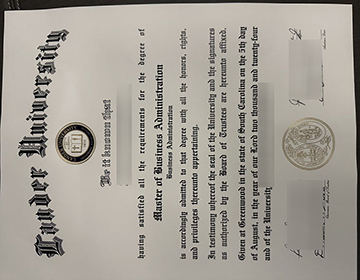 Lander University
Be it known that
having satisfied all the requirements for the degree of
Master of Business Administration
Business Administration
is accordingly admitted to that degree with all the honors, rights,
and privileges thereunto appertaining.
In testimony whereof the seal of the University and the signatures
as authorized by the Board of Trustees are hereunto affixed.
Given at Greenwood in the state of South Carolina on the 5th day
of August, in the year of our Lord two thousand and twenty-four
and of the University